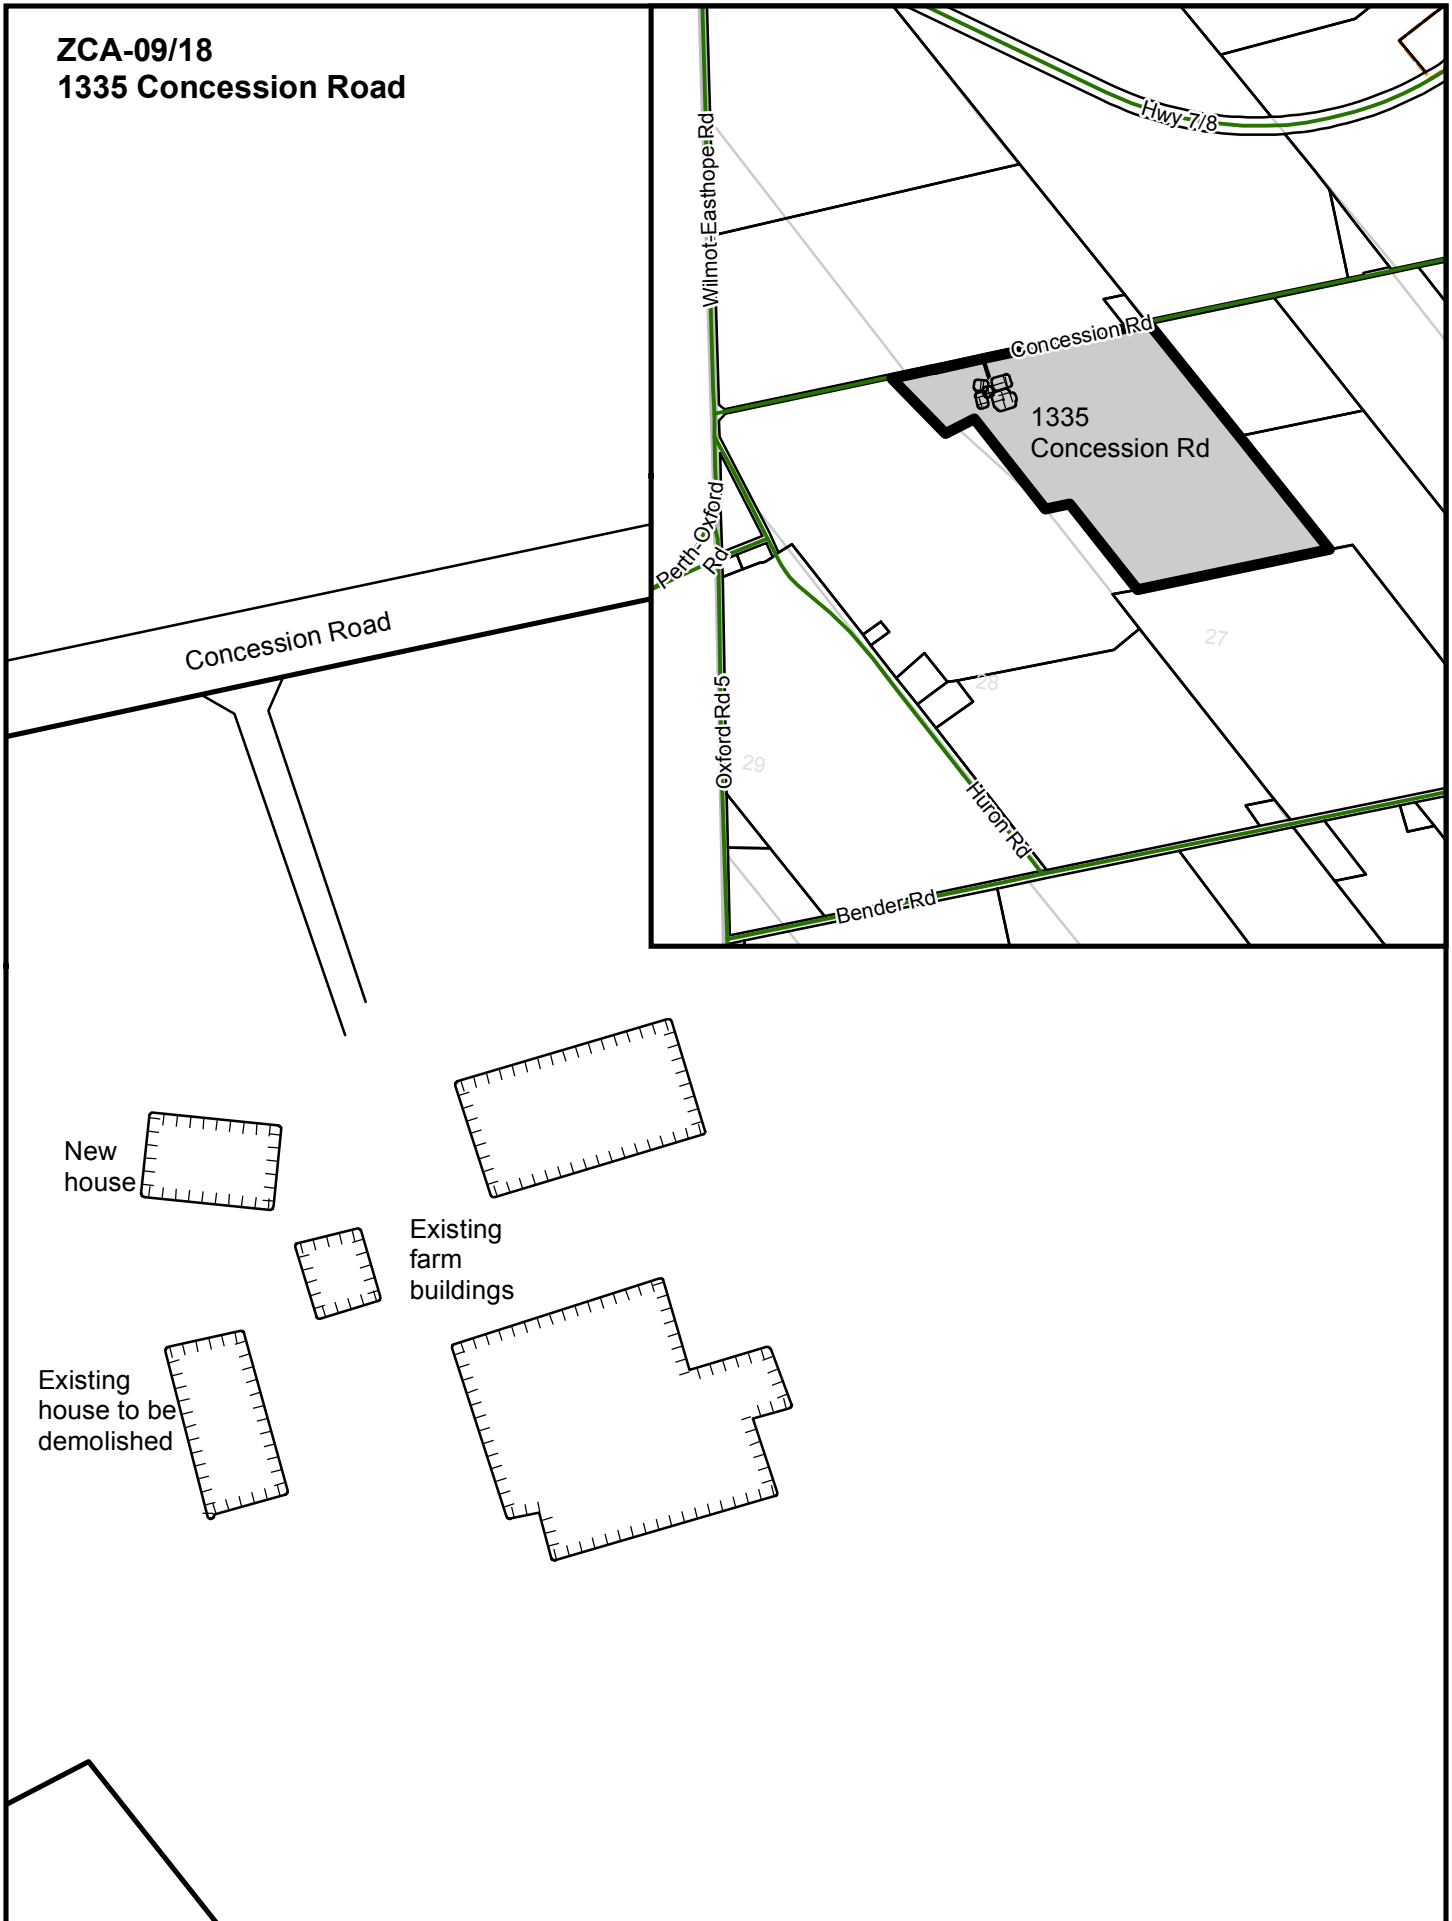 ZCA-09/18
1335 Concession Road
Hwy 7/8
Wilmot-Easthope Rd
Concession Rd
1335
Concession Rd
Perth-Oxford
Rd
27
28
Oxford Rd 5
29
Huron Rd
Bender Rd
Concession Road
New
house
Existing
farm
buildings
Existing
house to be
demolished